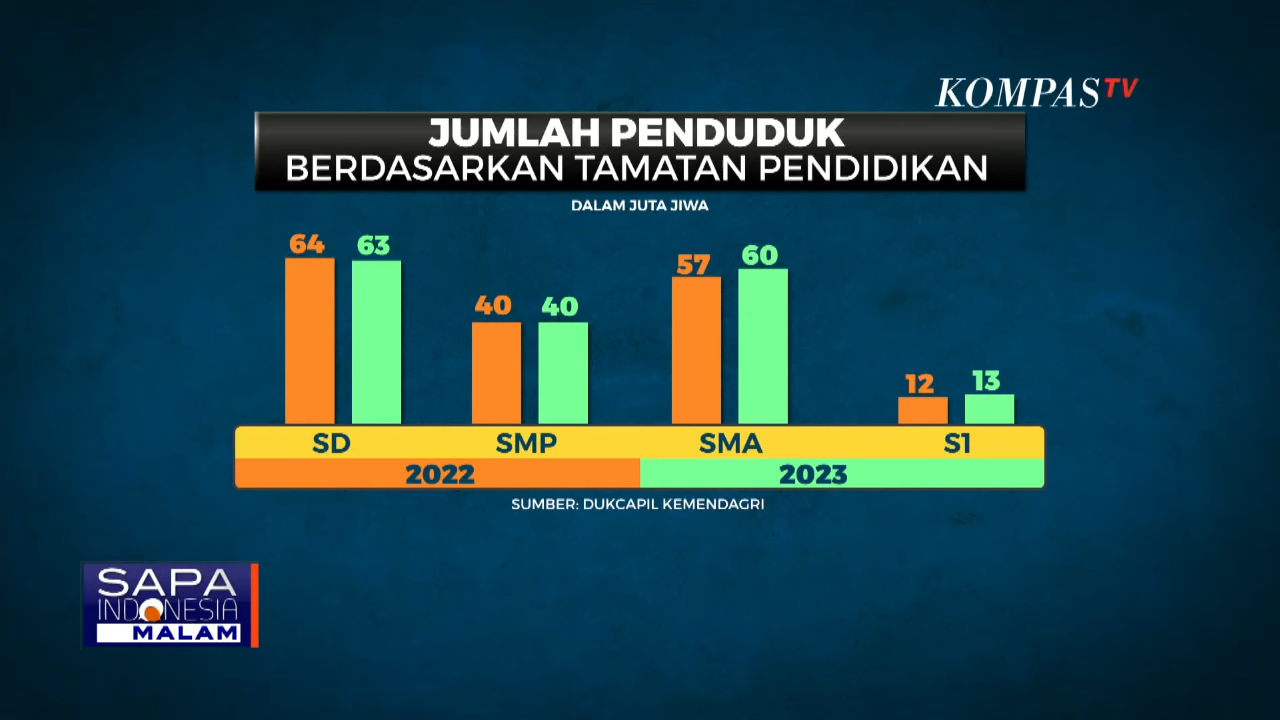 KOMPAS TV
JUMLAH PENDUDUK
BERDASARKAN TAMATAN PENDIDIKAN
DALAM JUTA JIWA
64 63 40 40 57 60 12 13
SD SMP SMA S1
2022 2023
SUMBER: DUKCAPIL KEMENDAGRI
SAPA
INDONESIA
MALAM